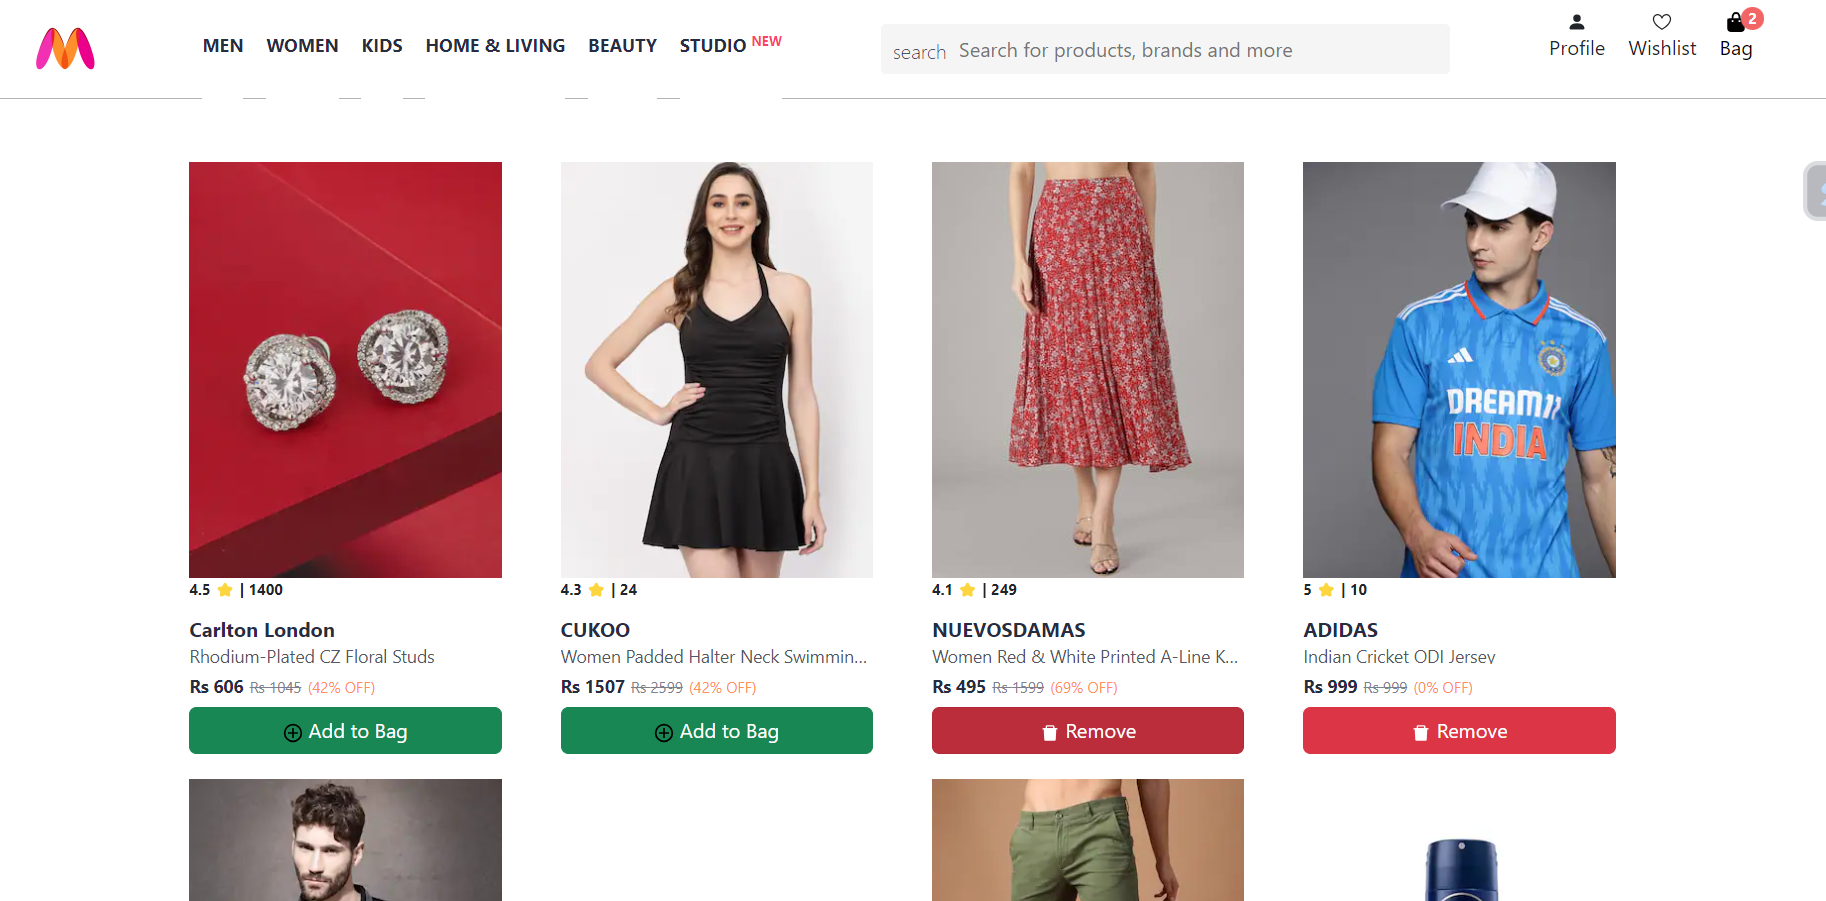 MEN WOMEN KIDS HOME & LIVING BEAUTY STUDIO NEW
search Search for products, brands and more
Profile Wishlist Bag 2
DREAM11
INDIA
4.5 ⭐ | 1400
Carlton London
Rhodium-Plated CZ Floral Studs
Rs 606 Rs 1045 (42% OFF)
Add to Bag
4.3 ⭐ | 24
CUKOO
Women Padded Halter Neck Swimmin...
Rs 1507 Rs 2599 (42% OFF)
Add to Bag
4.1 ⭐ | 249
NUEVOSDAMAS
Women Red & White Printed A-Line K...
Rs 495 Rs 1599 (69% OFF)
Remove
5 ⭐ | 10
ADIDAS
Indian Cricket ODI Jersey
Rs 999 Rs 999 (0% OFF)
Remove